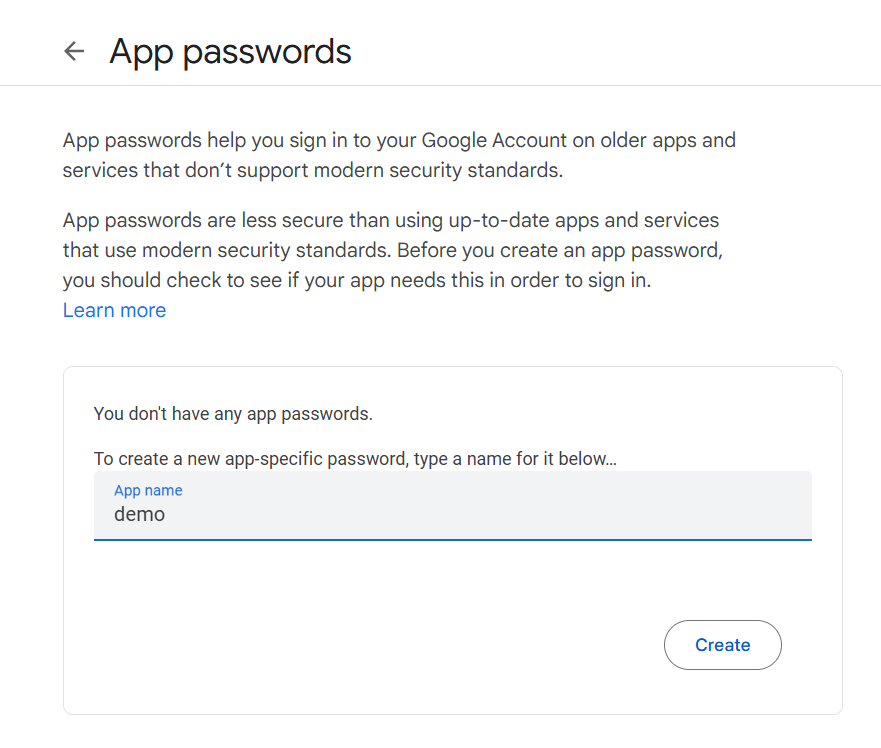 App passwords
App passwords help you sign in to your Google Account on older apps and
services that don’t support modern security standards.
App passwords are less secure than using up-to-date apps and services
that use modern security standards. Before you create an app password,
you should check to see if your app needs this in order to sign in.
Learn more
You don't have any app passwords.
To create a new app-specific password, type a name for it below…
App name
demo
Create